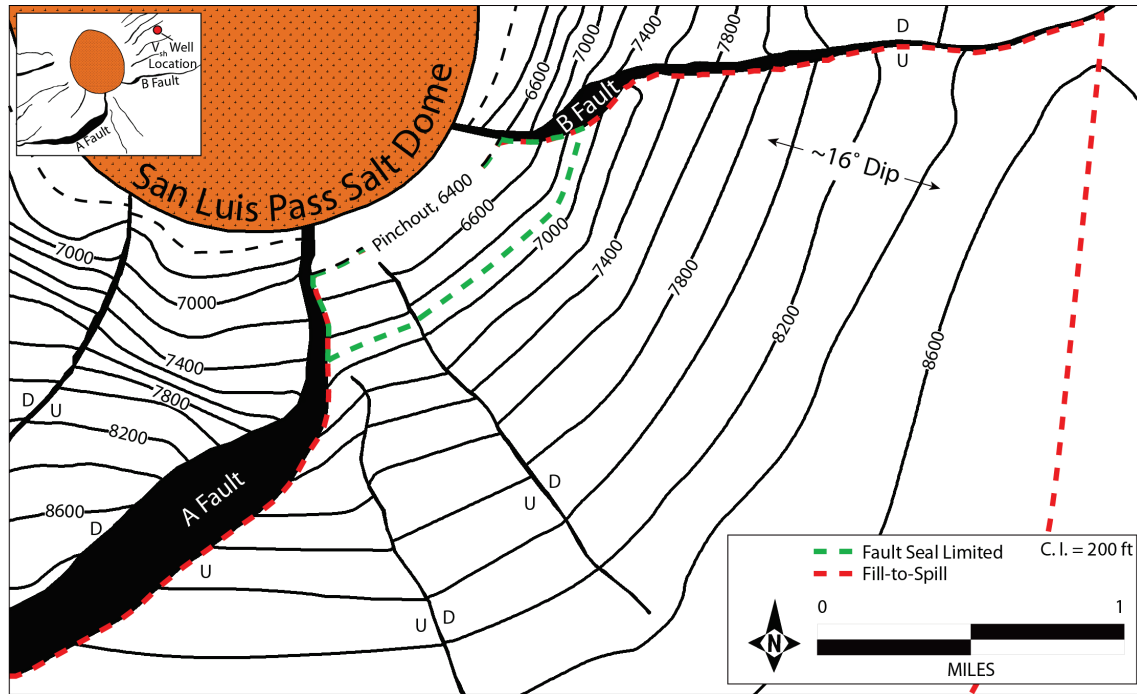 V sh Well
Location
B Fault
A Fault
San Luis Pass Salt Dome
B Fault
A Fault
Pinchout, 6400
~16° Dip
6600
7000
7400
7800
D
U
6600
7000
7400
7800
8200
8600
7000
7000
7400
7800
8200
8600
D
U
D
U
U
D
U
D
Fault Seal Limited
Fill-to-Spill
C. I. = 200 ft
N
0
1
MILES